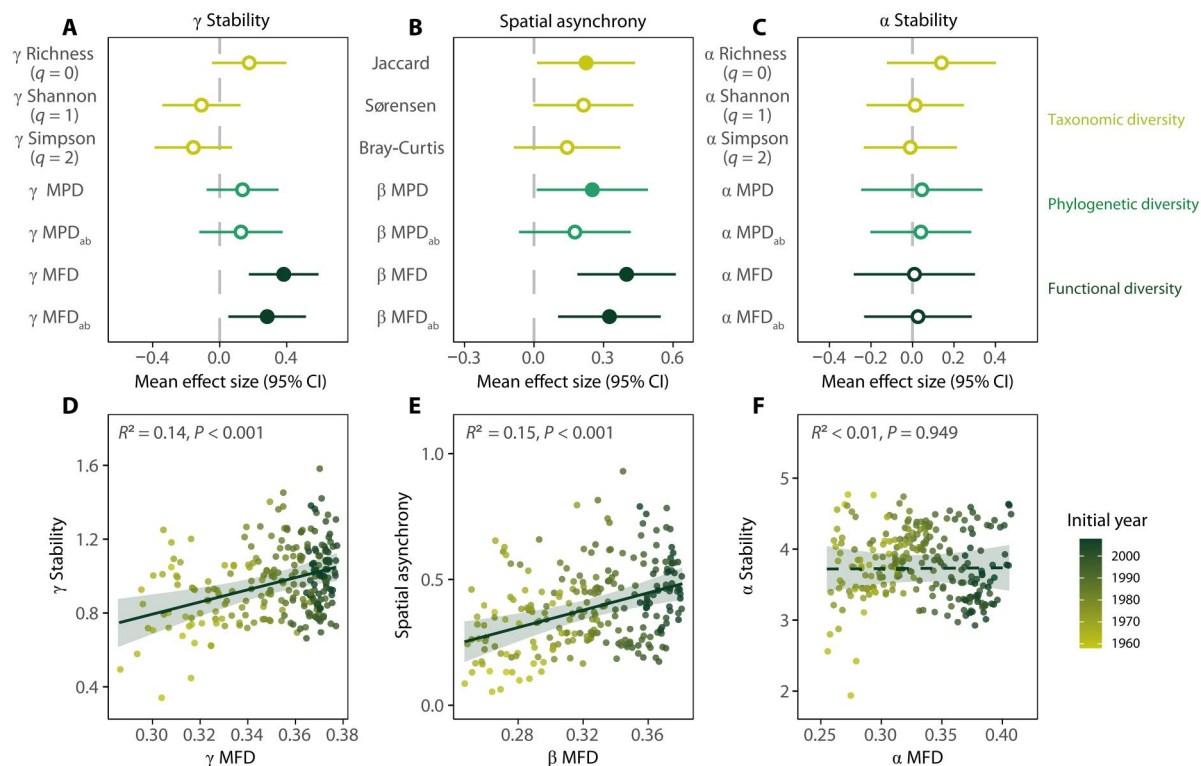 A γ Stability
γ Richness
(q = 0)
γ Shannon
(q = 1)
γ Simpson
(q = 2)
γ MPD
γ MPDab
γ MFD
γ MFDab
−0.4 0.0 0.4
Mean effect size (95% CI)
B Spatial asynchrony
Jaccard
Sørensen
Bray-Curtis
β MPD
β MPDab
β MFD
β MFDab
−0.3 0.0 0.3 0.6
Mean effect size (95% CI)
C α Stability
α Richness
(q = 0)
α Shannon
(q = 1)
α Simpson
(q = 2)
α MPD
α MPDab
α MFD
α MFDab
−0.4 −0.2 0.0 0.2 0.4
Mean effect size (95% CI)
Taxonomic diversity
Phylogenetic diversity
Functional diversity
D
R² = 0.14, P < 0.001
γ Stability
1.6
1.2
0.8
0.4
0.30 0.32 0.34 0.36 0.38
γ MFD
E
R² = 0.15, P < 0.001
Spatial asynchrony
1.0
0.5
0.0
0.28 0.32 0.36
β MFD
F
R² < 0.01, P = 0.949
α Stability
5
4
3
2
0.25 0.30 0.35 0.40
α MFD
Initial year
2000
1990
1980
1970
1960